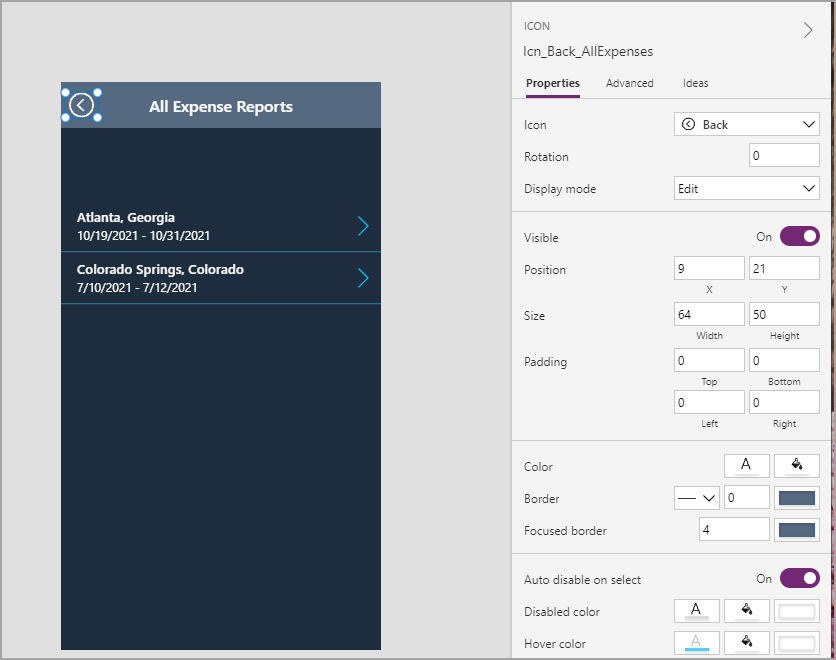 All Expense Reports
Atlanta, Georgia
10/19/2021 - 10/31/2021
Colorado Springs, Colorado
7/10/2021 - 7/12/2021
ICON
Icn_Back_AllExpenses
Properties Advanced Ideas
Icon Back
Rotation 0
Display mode Edit
Visible On
Position 9 21
X Y
Size 64 50
Width Height
Padding 0 0
Top Bottom
0 0
Left Right
Color A
Border 0
Focused border 4
Auto disable on select On
Disabled color A
Hover color A